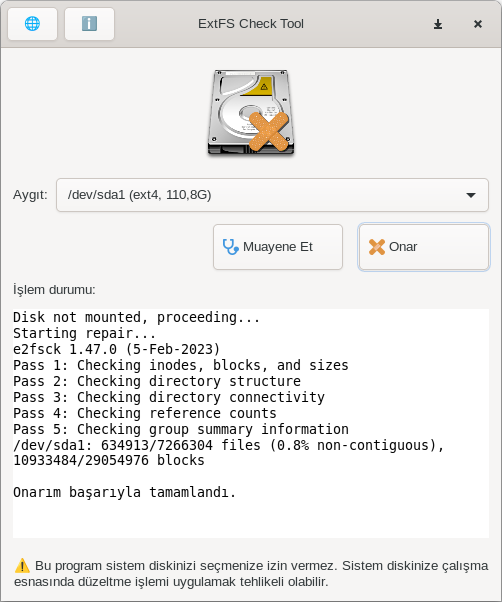 ExtFS Check Tool
Aygıt:
/dev/sda1 (ext4, 110,8G)
Muayene Et
Onar
İşlem durumu:
Disk not mounted, proceeding...
Starting repair...
e2fsck 1.47.0 (5-Feb-2023)
Pass 1: Checking inodes, blocks, and sizes
Pass 2: Checking directory structure
Pass 3: Checking directory connectivity
Pass 4: Checking reference counts
Pass 5: Checking group summary information
/dev/sda1: 634913/7266304 files (0.8% non-contiguous),
10933484/29054976 blocks
Onarım başarıyla tamamlandı.
⚠️ Bu program sistem diskinizi seçmenize izin vermez. Sistem diskinize çalışma
esnasında düzeltme işlemi uygulamak tehlikeli olabilir.